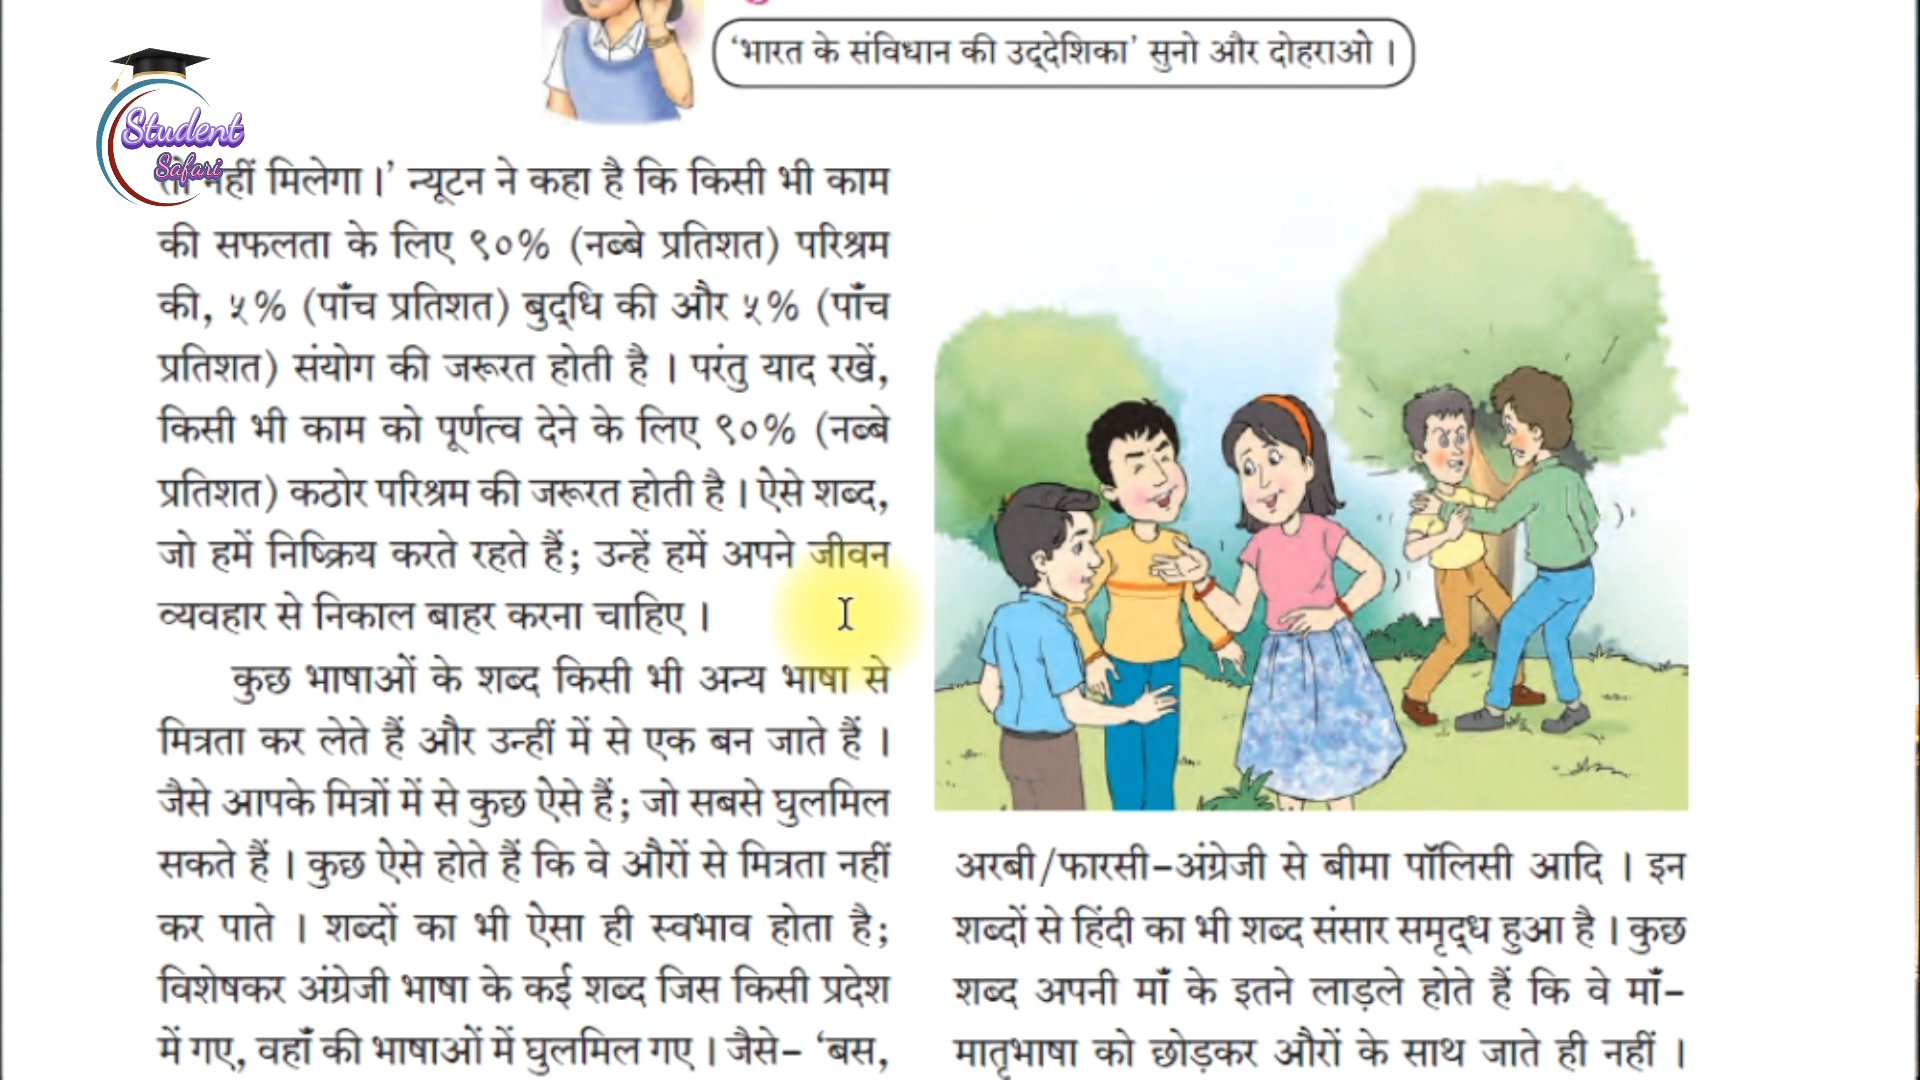 ‘भारत के संविधान की उद्देशिका’ सुनो और दोहराओ ।
Student
Safari
तो नहीं मिलेगा ।’ न्यूटन ने कहा है कि किसी भी काम
की सफलता के लिए ९०% (नब्बे प्रतिशत) परिश्रम
की, ५% (पाँच प्रतिशत) बुद्धि की और ५% (पाँच
प्रतिशत) संयोग की जरूरत होती है । परंतु याद रखें,
किसी भी काम को पूर्णत्व देने के लिए ९०% (नब्बे
प्रतिशत) कठोर परिश्रम की जरूरत होती है । ऐसे शब्द,
जो हमें निष्क्रिय करते रहते हैं; उन्हें हमें अपने जीवन
व्यवहार से निकाल बाहर करना चाहिए ।
कुछ भाषाओं के शब्द किसी भी अन्य भाषा से
मित्रता कर लेते हैं और उन्हीं में से एक बन जाते हैं ।
जैसे आपके मित्रों में से कुछ ऐसे हैं; जो सबसे घुलमिल
सकते हैं । कुछ ऐसे होते हैं कि वे औरों से मित्रता नहीं
कर पाते । शब्दों का भी ऐसा ही स्वभाव होता है;
विशेषकर अंग्रेजी भाषा के कई शब्द जिस किसी प्रदेश
में गए, वहाँ की भाषाओं में घुलमिल गए । जैसे- ‘बस,
अरबी/फारसी-अंग्रेजी से बीमा पॉलिसी आदि । इन
शब्दों से हिंदी का भी शब्द संसार समृद्ध हुआ है । कुछ
शब्द अपनी माँ के इतने लाड़ले होते हैं कि वे माँ-
मातृभाषा को छोड़कर औरों के साथ जाते ही नहीं ।